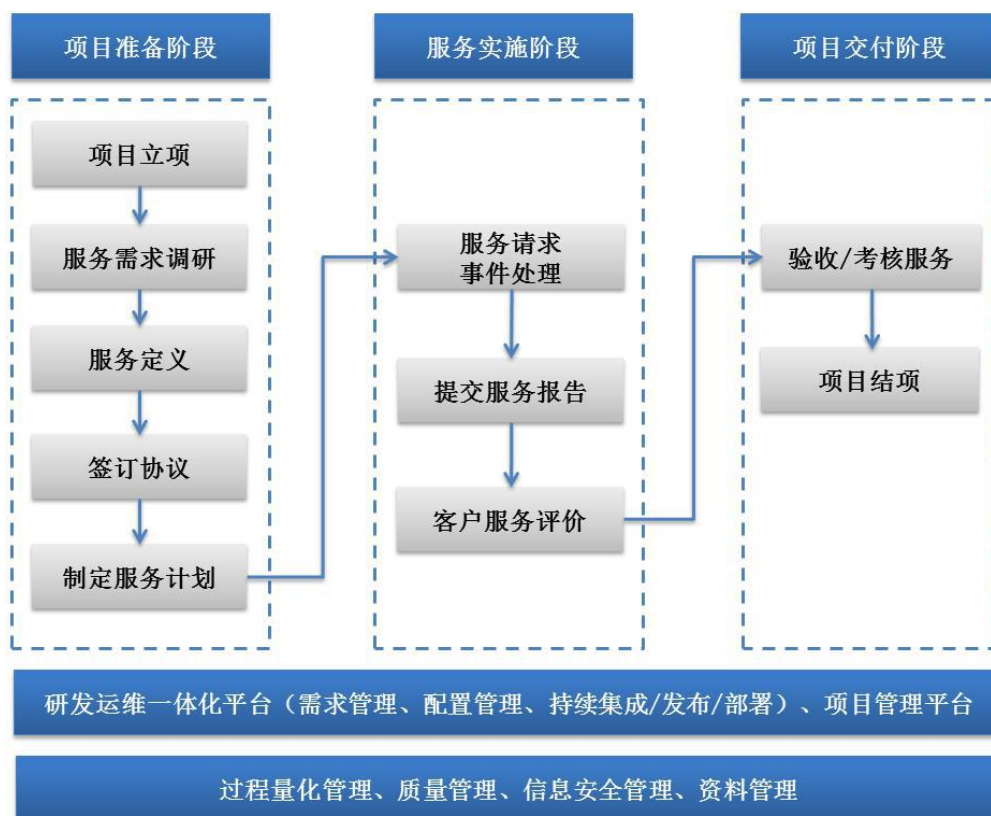 项目准备阶段
服务实施阶段
项目交付阶段
项目立项
服务需求调研
服务定义
签订协议
制定服务计划
服务请求
事件处理
提交服务报告
客户服务评价
验收/考核服务
项目结项
研发运维一体化平台（需求管理、配置管理、持续集成/发布/部署）、项目管理平台
过程量化管理、质量管理、信息安全管理、资料管理